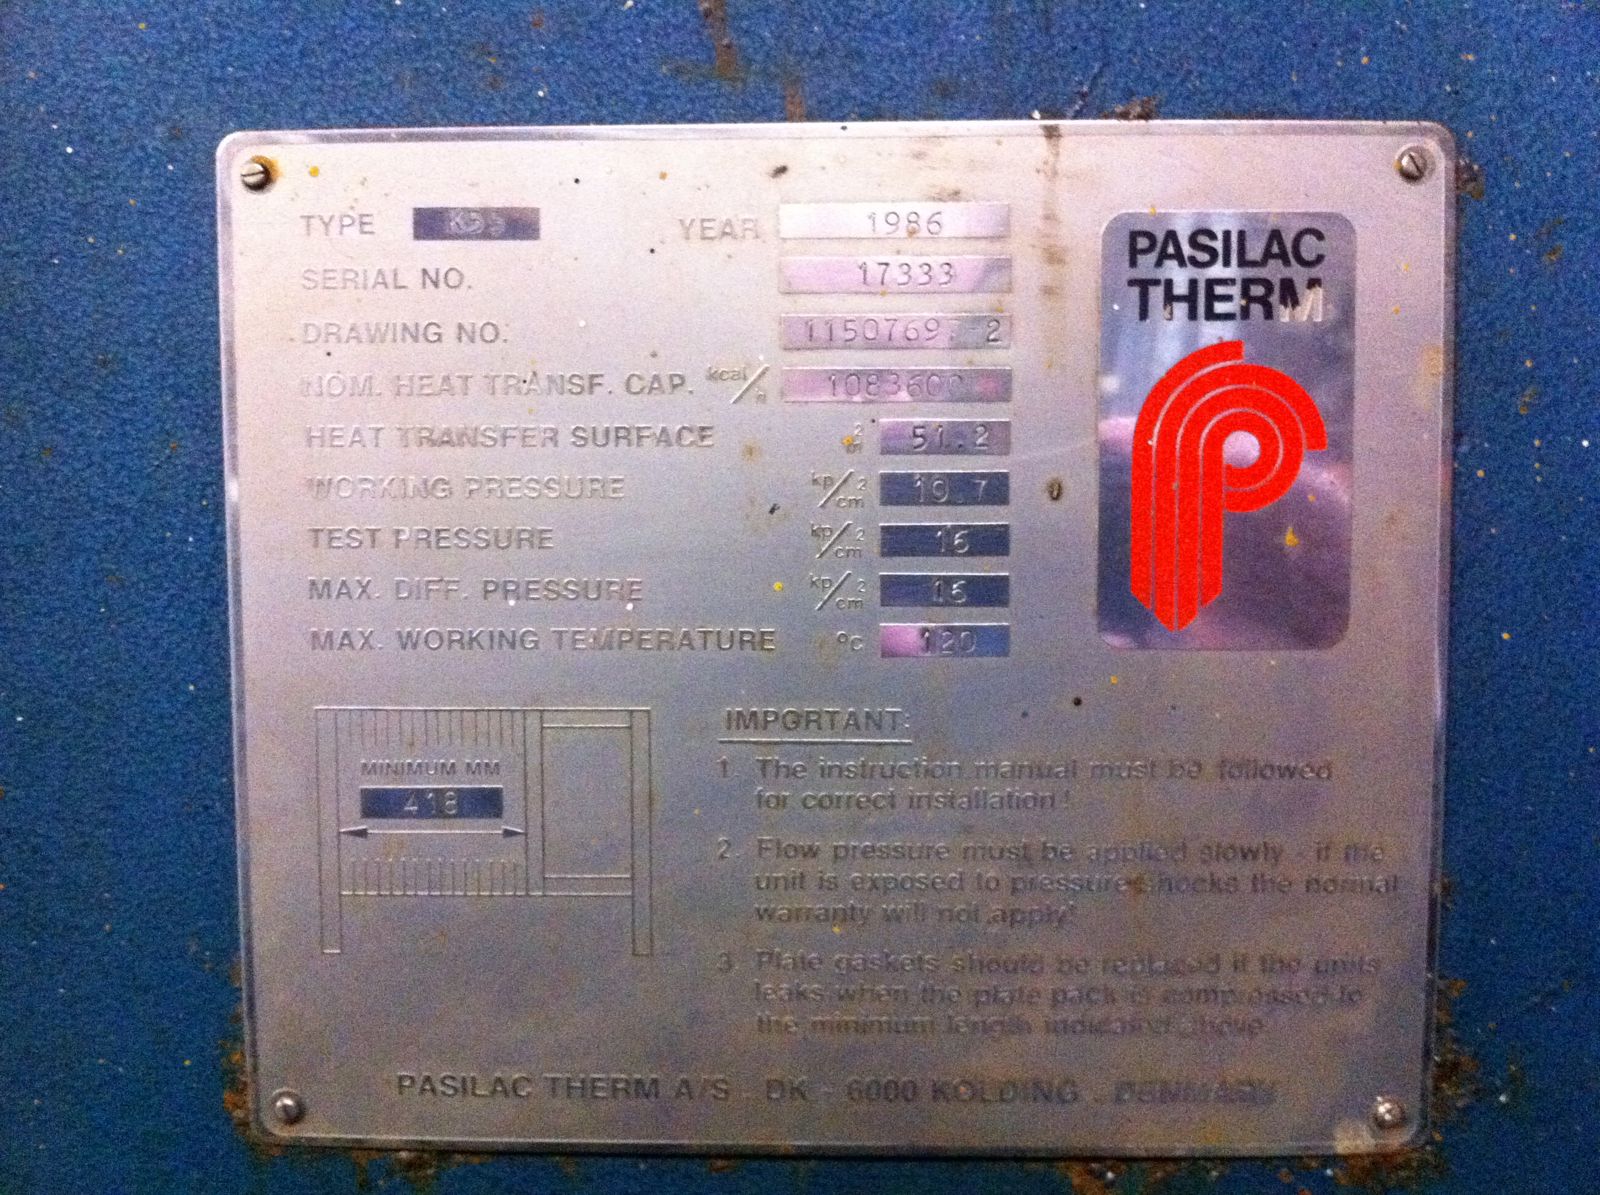 TYPE YEAR 1986
SERIAL NO. 17333
DRAWING NO. 1150769. 2
NOM. HEAT TRANSF. CAP. kcal/h 1083600
HEAT TRANSFER SURFACE m2 51.2
WORKING PRESSURE kp/cm2
TEST PRESSURE kp/cm2 16
MAX. DIFF. PRESSURE kp/cm2 16
MAX. WORKING TEMPERATURE °C 120
PASILAC
THERM
MINIMUM MM
418
IMPORTANT:
1. The instruction manual must be followed
for correct installation!
2. Flow pressure must be applied slowly - if the
unit is exposed to pressure shocks the normal
warranty will not apply!
3. Plate gaskets should be replaced if the units
leaks when the plate pack is compressed to
the minimum length indicated above.
PASILAC THERM A/S . DK - 6000 KOLDING . DENMARK